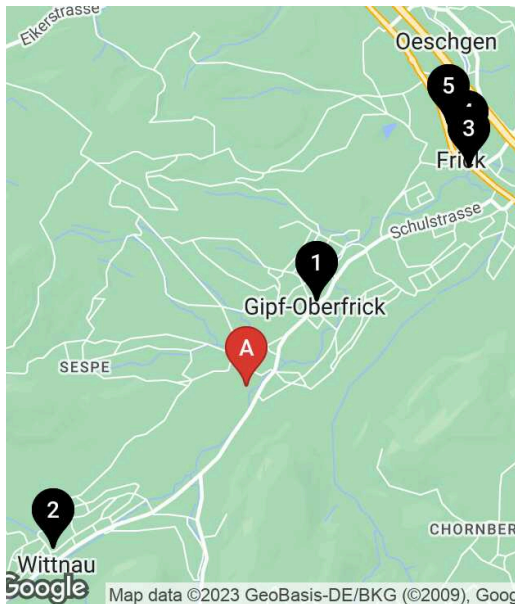 Eikerstrasse
Oeschgen
5
4
3
Frick
Schulstrasse
1
Gipf-Oberfrick
A
SESPE
2
CHORNBER
Wittnau
Google
Map data ©2023 GeoBasis-DE/BKG (©2009), Goog